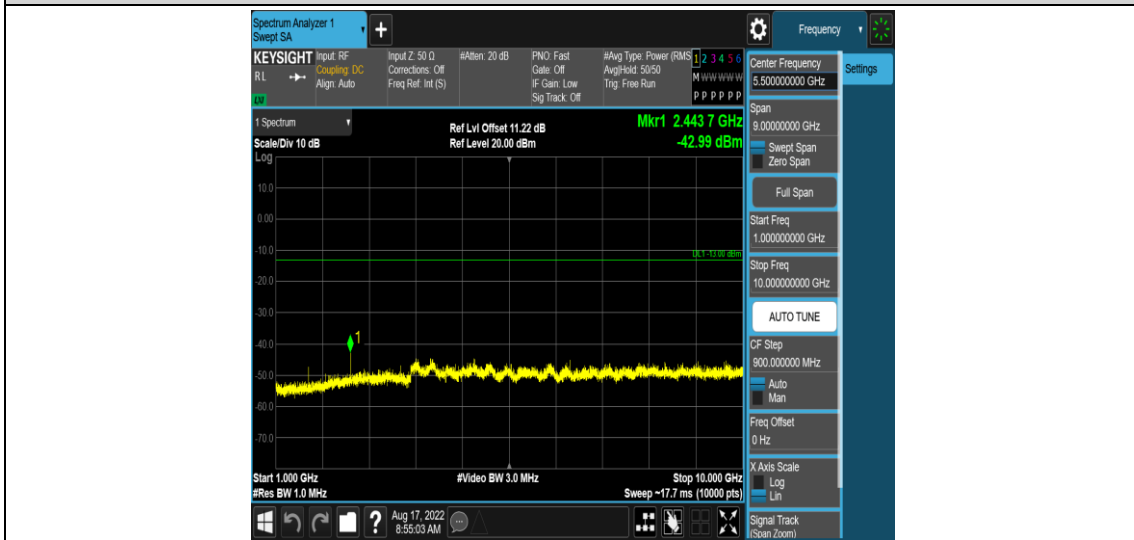 Spectrum Analyzer 1
Swept SA
+
Frequency
KEYSIGHT
RL
LXI
Input: RF
Coupling: DC
Align: Auto
Input Z: 50 Ω
Corrections: Off
Freq Ref: Int (S)
#Atten: 20 dB
PNO: Fast
Gate: Off
IF Gain: Low
Sig Track: Off
#Avg Type: Power (RMS
Avg|Hold: 50/50
Trig: Free Run
1 2 3 4 5 6
M W W W W W
P P P P P P
1 Spectrum
Scale/Div 10 dB
Log
Ref Lvl Offset 11.22 dB
Ref Level 20.00 dBm
Mkr1 2.443 7 GHz
-42.99 dBm
10.0
0.00
-10.0
DL1 -13.00 dBm
-20.0
-30.0
-40.0
1
-50.0
-60.0
-70.0
Start 1.000 GHz
#Res BW 1.0 MHz
#Video BW 3.0 MHz
Stop 10.000 GHz
Sweep ~17.7 ms (10000 pts)
Center Frequency
5.500000000 GHz
Settings
Span
9.00000000 GHz
Swept Span
Zero Span
Full Span
Start Freq
1.000000000 GHz
Stop Freq
10.000000000 GHz
AUTO TUNE
CF Step
900.000000 MHz
Auto
Man
Freq Offset
0 Hz
X Axis Scale
Log
Lin
Signal Track
(Span Zoom)
?
Aug 17, 2022
8:55:03 AM